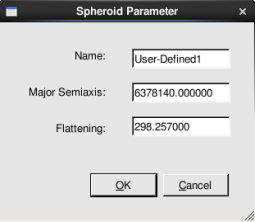 Spheroid Parameter
Name: User-Defined1
Major Semiaxis: 6378140.000000
Flattening: 298.257000
OK Cancel